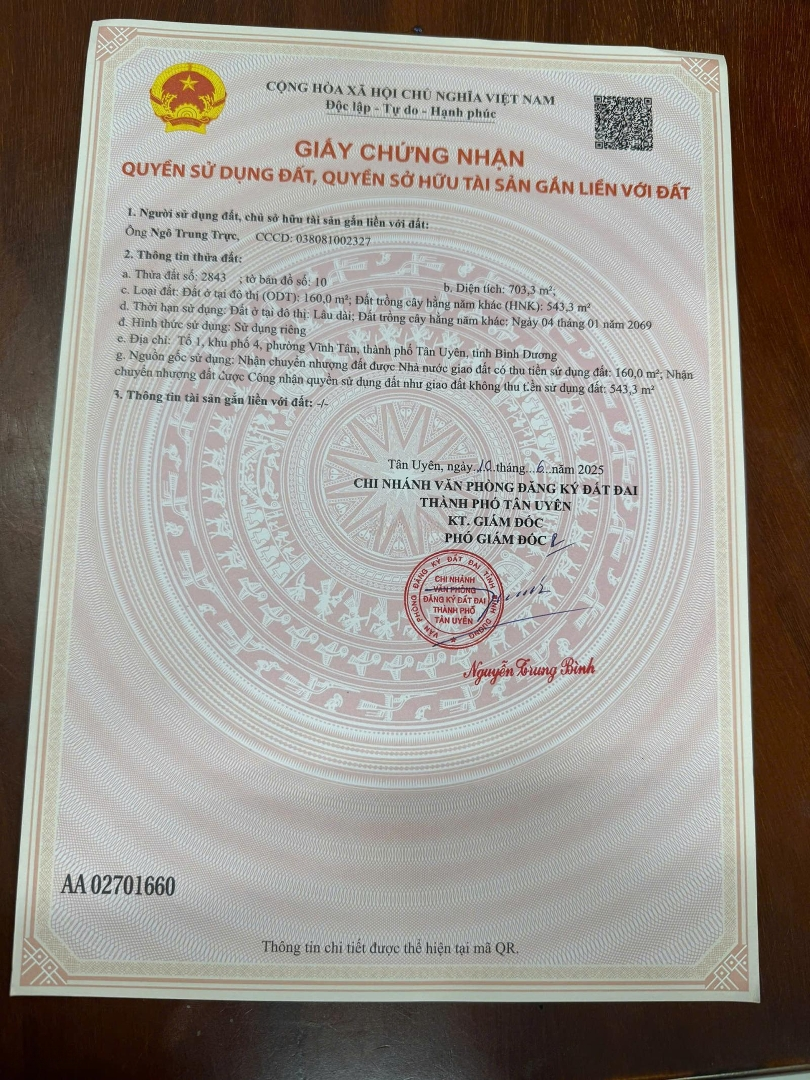 CỘNG HÒA XÃ HỘI CHỦ NGHĨA VIỆT NAM
Độc lập - Tự do - Hạnh phúc
GIẤY CHỨNG NHẬN
QUYỀN SỬ DỤNG ĐẤT, QUYỀN SỞ HỮU TÀI SẢN GẮN LIỀN VỚI ĐẤT
1. Người sử dụng đất, chủ sở hữu tài sản gắn liền với đất:
Ông Ngô Trung Trực, CCCD: 038081002327
2. Thông tin thửa đất:
a. Thửa đất số: 2843 ; tờ bản đồ số: 10 b. Diện tích: 703,3 m²;
c. Loại đất: Đất ở tại đô thị (ODT): 160,0 m²; Đất trồng cây hằng năm khác (HNK): 543,3 m²
d. Thời hạn sử dụng: Đất ở tại đô thị: Lâu dài; Đất trồng cây hằng năm khác: Ngày 04 tháng 01 năm 2069
đ. Hình thức sử dụng: Sử dụng riêng
e. Địa chỉ: Tổ 1, khu phố 4, phường Vĩnh Tân, thành phố Tân Uyên, tỉnh Bình Dương
g. Nguồn gốc sử dụng: Nhận chuyển nhượng đất được Nhà nước giao đất có thu tiền sử dụng đất: 160,0 m²; Nhận
chuyển nhượng đất được Công nhận quyền sử dụng đất như giao đất không thu tiền sử dụng đất: 543,3 m²
3. Thông tin tài sản gắn liền với đất: -/-
Tân Uyên, ngày 10 tháng 6 năm 2025
CHI NHÁNH VĂN PHÒNG ĐĂNG KÝ ĐẤT ĐAI
THÀNH PHỐ TÂN UYÊN
KT. GIÁM ĐỐC
PHÓ GIÁM ĐỐC
VĂN PHÒNG ĐĂNG KÝ ĐẤT ĐAI TỈNH BÌNH DƯƠNG
CHI NHÁNH
VĂN PHÒNG
ĐĂNG KÝ ĐẤT ĐAI
THÀNH PHỐ
TÂN UYÊN
Nguyễn Trung Bình
AA 02701660
Thông tin chi tiết được thể hiện tại mã QR.